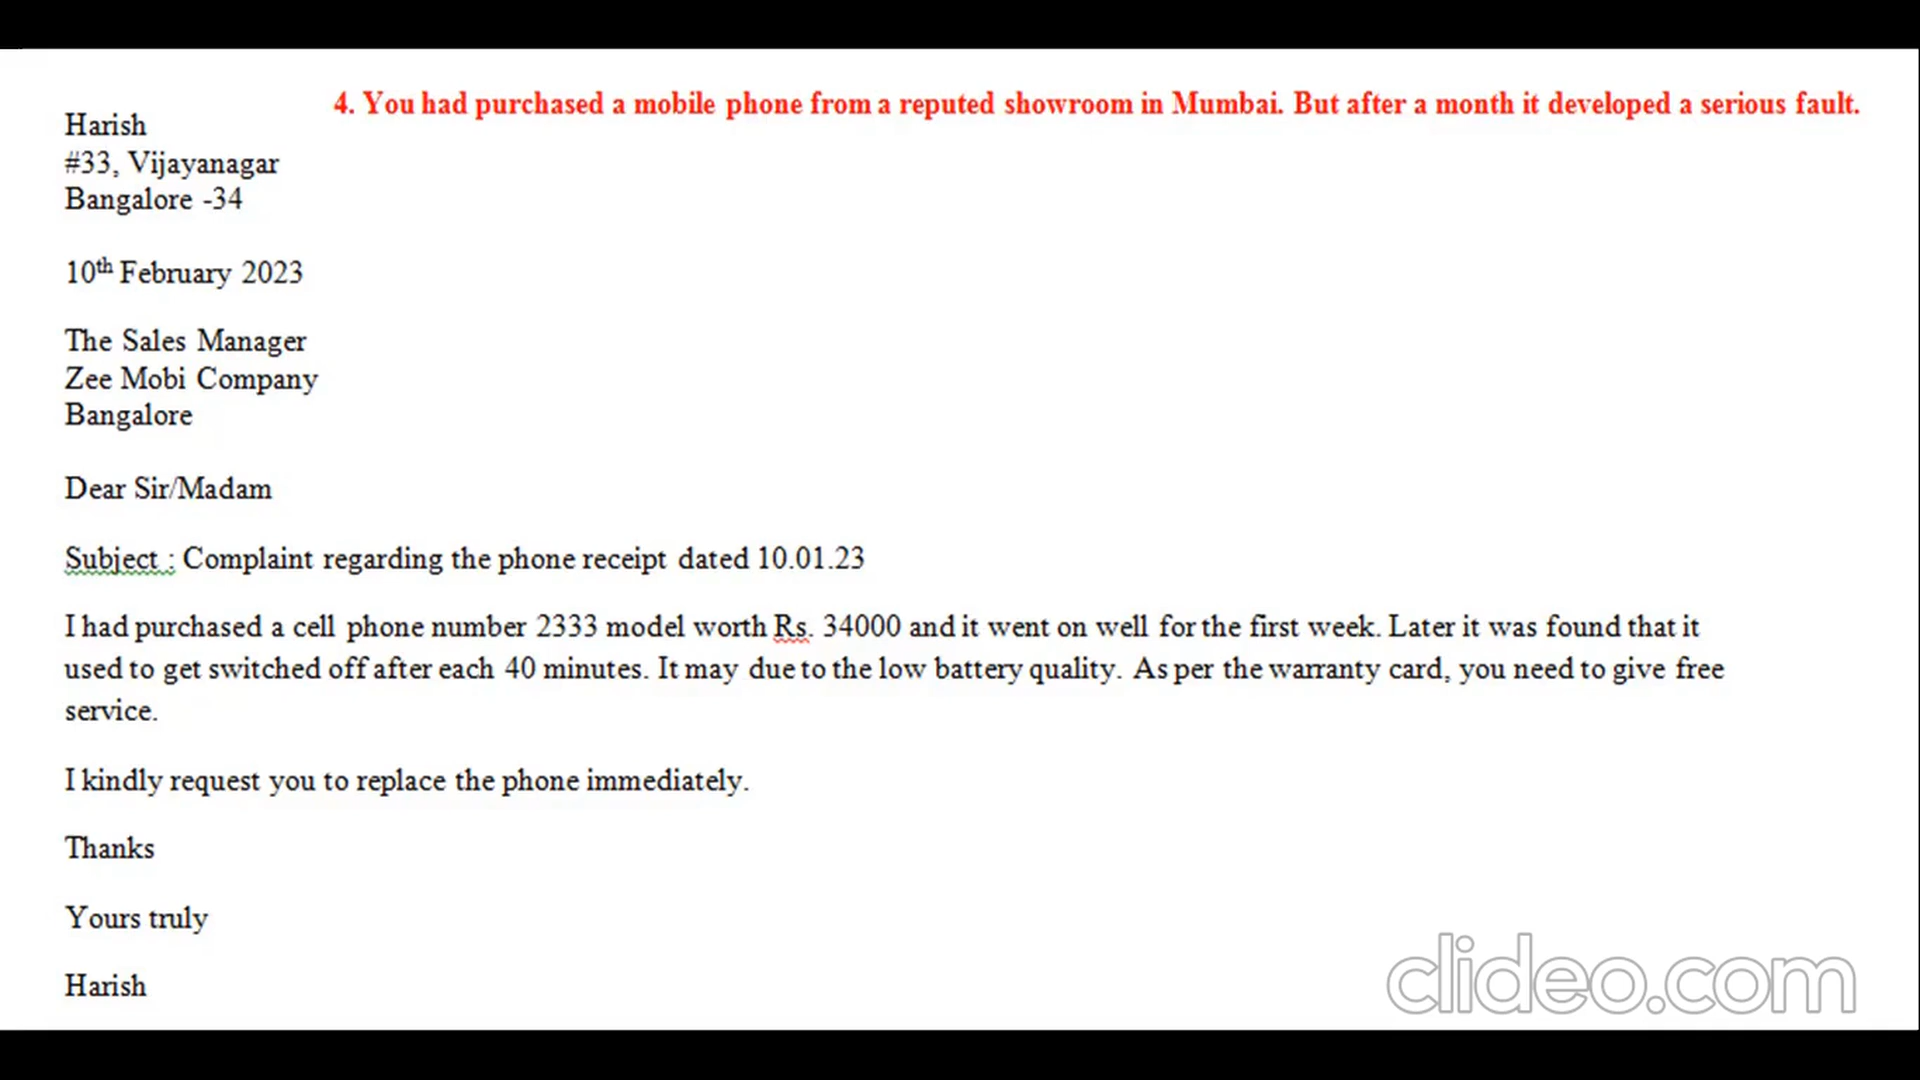 4. You had purchased a mobile phone from a reputed showroom in Mumbai. But after a month it developed a serious fault.
Harish
#33, Vijayanagar
Bangalore -34
10th February 2023
The Sales Manager
Zee Mobi Company
Bangalore
Dear Sir/Madam
Subject : Complaint regarding the phone receipt dated 10.01.23
I had purchased a cell phone number 2333 model worth Rs. 34000 and it went on well for the first week. Later it was found that it
used to get switched off after each 40 minutes. It may due to the low battery quality. As per the warranty card, you need to give free
service.
I kindly request you to replace the phone immediately.
Thanks
Yours truly
Harish
clideo.com